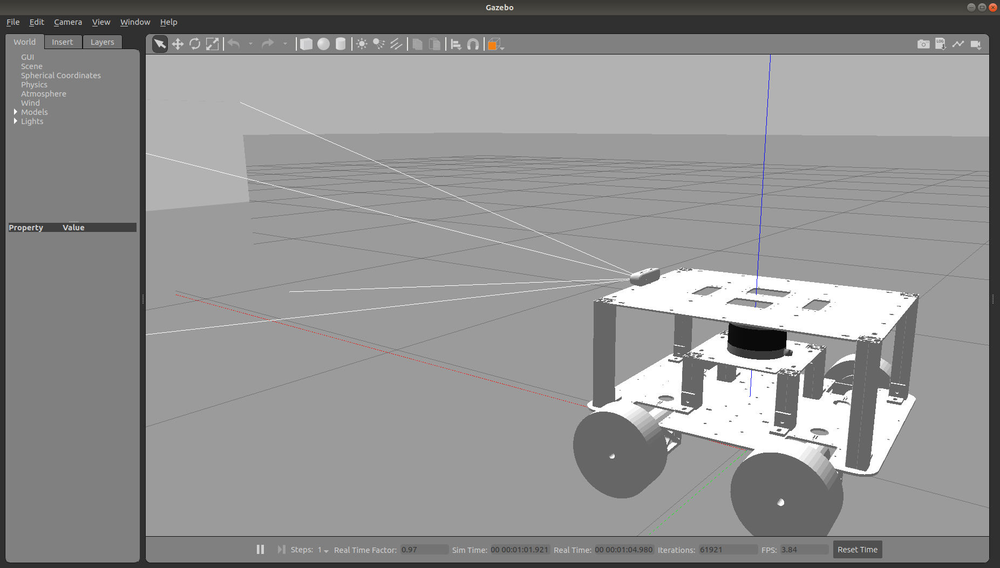 Gazebo
File Edit Camera View Window Help
World Insert Layers
GUI
Scene
Spherical Coordinates
Physics
Atmosphere
Wind
Models
Lights
Property Value
LOG
Steps: 1 Real Time Factor: 0.97 Sim Time: 00 00:01:01.921 Real Time: 00 00:01:04.980 Iterations: 61921 FPS: 3.84 Reset Time